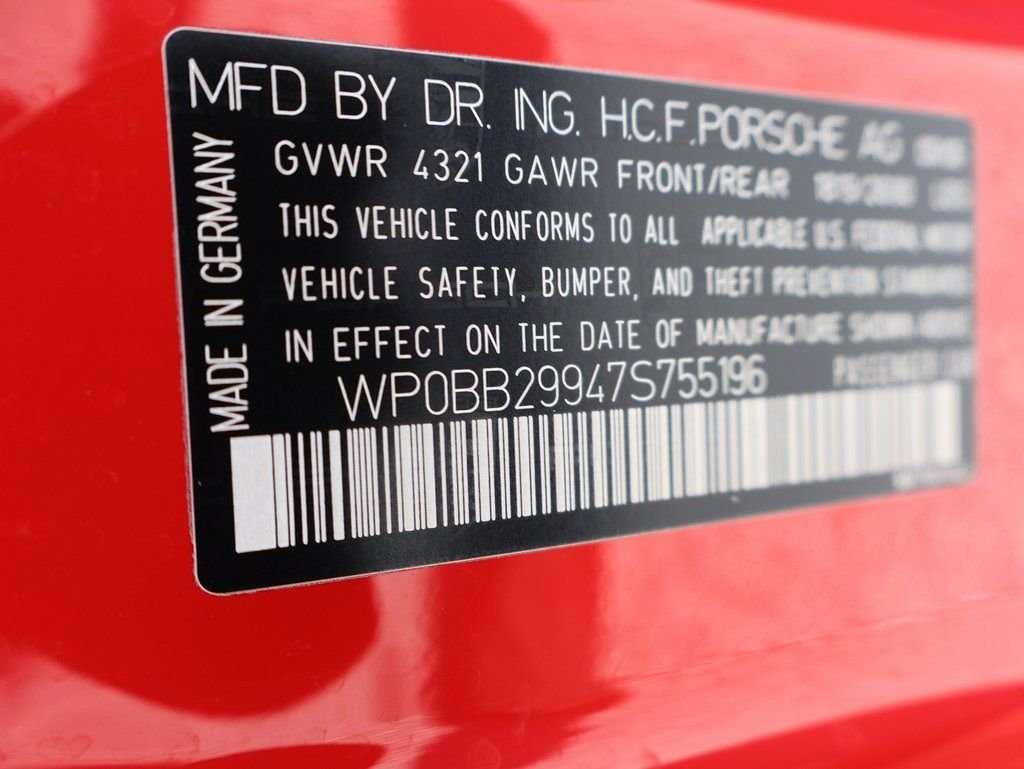 MFD BY DR. ING. H.C.F. PORSCHE AG
GVWR 4321 GAWR FRONT/REAR
THIS VEHICLE CONFORMS TO ALL APPLICABLE U.S. FEDERAL MOTOR
VEHICLE SAFETY, BUMPER, AND THEFT PREVENTION STANDARDS
IN EFFECT ON THE DATE OF MANUFACTURE SHOWN ABOVE
WP0BB29947S755196 PASSENGER CAR
MADE IN GERMANY